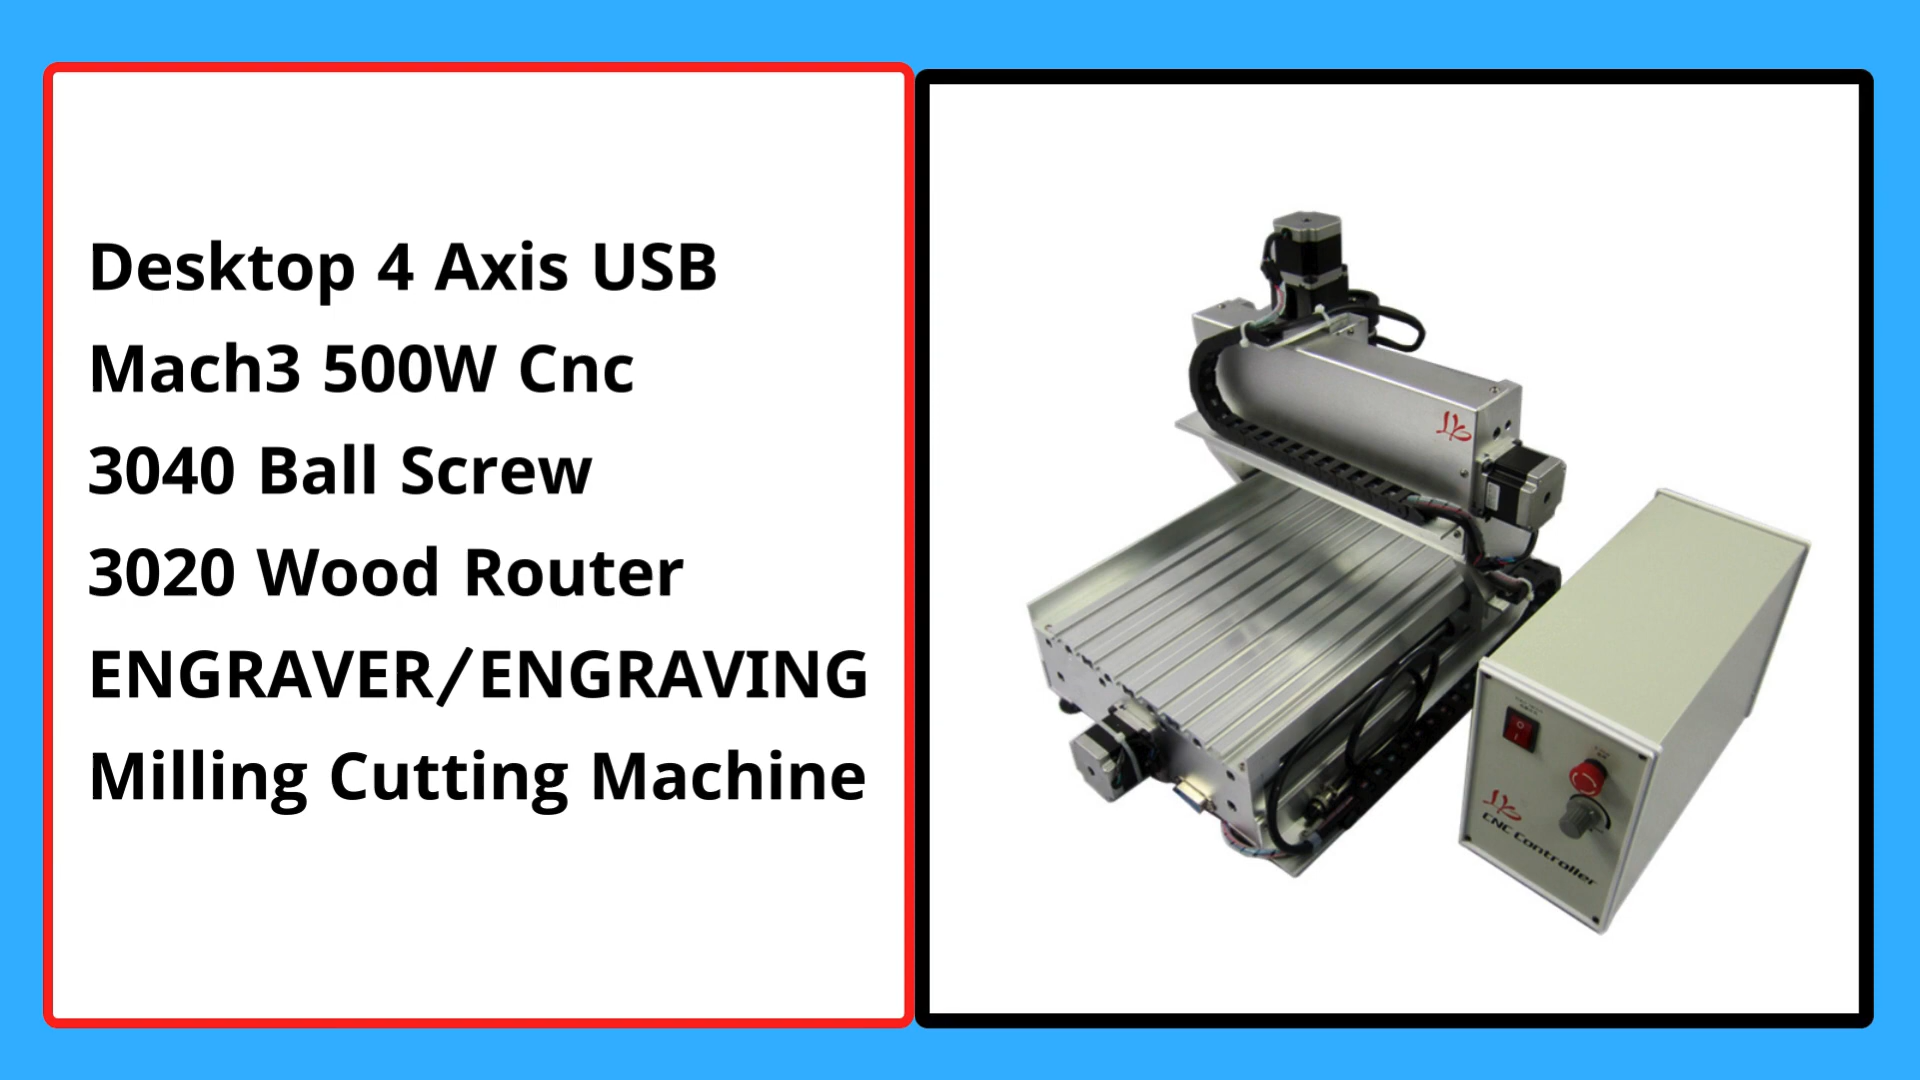 Desktop 4 Axis USB
Mach3 500W Cnc
3040 Ball Screw
3020 Wood Router
ENGRAVER/ENGRAVING
Milling Cutting Machine
CNC Controller